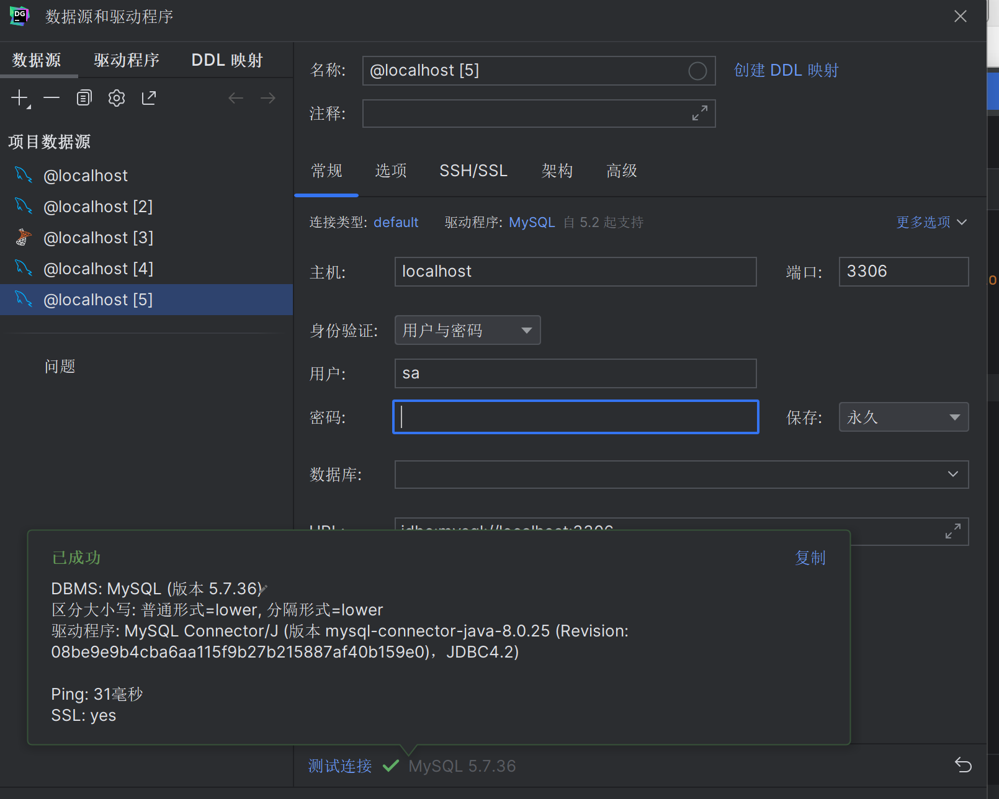 DG
数据源和驱动程序
数据源 驱动程序 DDL 映射
项目数据源
@localhost
@localhost [2]
@localhost [3]
@localhost [4]
@localhost [5]
问题
名称: @localhost [5] 创建 DDL 映射
注释:
常规 选项 SSH/SSL 架构 高级
连接类型: default 驱动程序: MySQL 自 5.2 起支持 更多选项
主机: localhost 端口: 3306
身份验证: 用户与密码
用户: sa
密码: 保存: 永久
数据库:
URL: jdbc:mysql://localhost:3306
已成功 复制
DBMS: MySQL (版本 5.7.36)
区分大小写: 普通形式=lower, 分隔形式=lower
驱动程序: MySQL Connector/J (版本 mysql-connector-java-8.0.25 (Revision:
08be9e9b4cba6aa115f9b27b215887af40b159e0)，JDBC4.2)
Ping: 31毫秒
SSL: yes
测试连接 MySQL 5.7.36